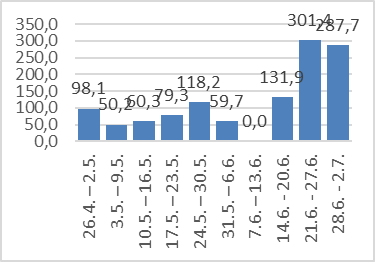 350,0
300,0
250,0
200,0
150,0
100,0
50,0
0,0
98,1
50,2
60,3
79,3
118,2
59,7
0,0
131,9
301,4
287,7
26.4. – 2.5.
3.5. – 9.5.
10.5. – 16.5.
17.5. – 23.5.
24.5. – 30.5.
31.5. – 6.6.
7.6. – 13.6.
14.6. - 20.6.
21.6. - 27.6.
28.6. - 2.7.